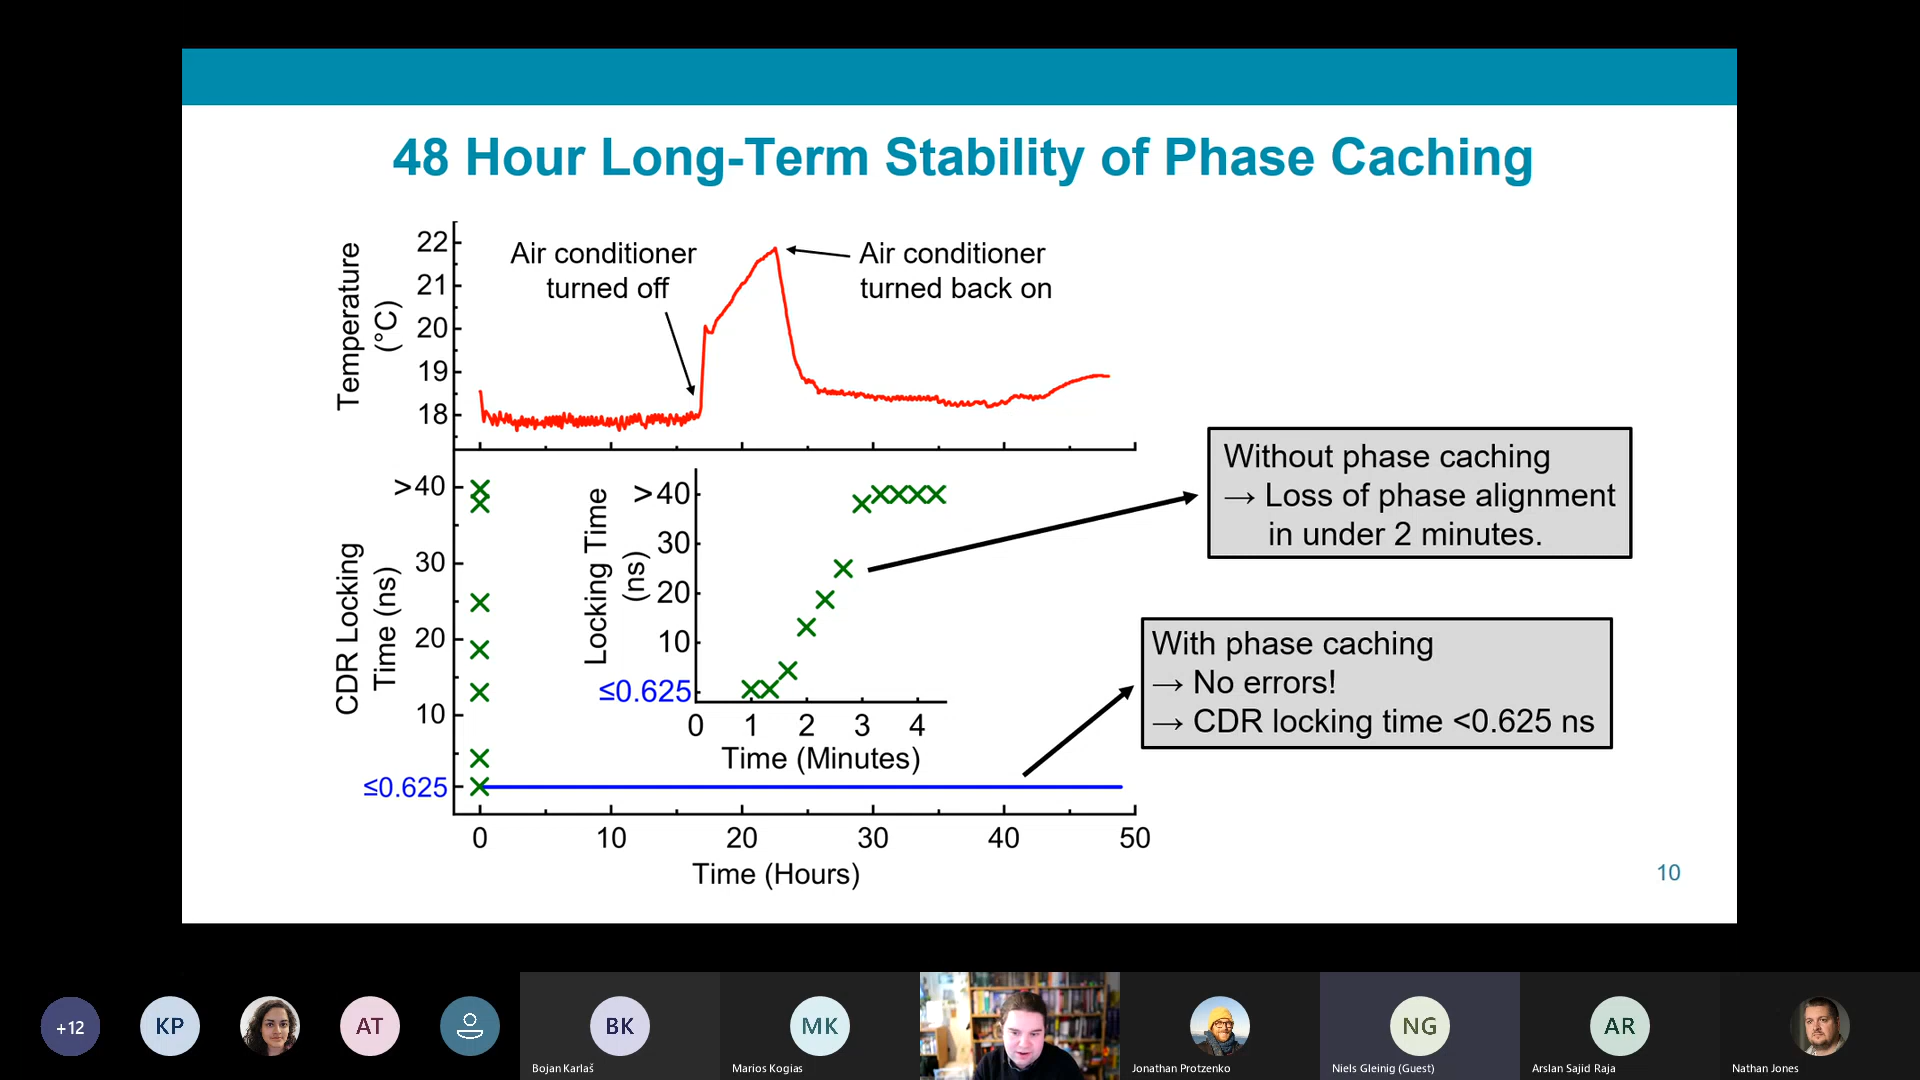 48 Hour Long-Term Stability of Phase Caching
Temperature
(°C)
22
21
20
19
18
Air conditioner
turned off
Air conditioner
turned back on
CDR Locking
Time (ns)
>40
30
20
10
≤0.625
Locking Time
(ns)
>40
30
20
10
≤0.625
0 1 2 3 4
Time (Minutes)
Without phase caching
→ Loss of phase alignment
in under 2 minutes.
With phase caching
→ No errors!
→ CDR locking time <0.625 ns
0 10 20 30 40 50
Time (Hours)
10
+12
KP
AT
BK
Bojan Karlaš
MK
Marios Kogias
Jonathan Protzenko
NG
Niels Gleinig (Guest)
AR
Arslan Sajid Raja
Nathan Jones